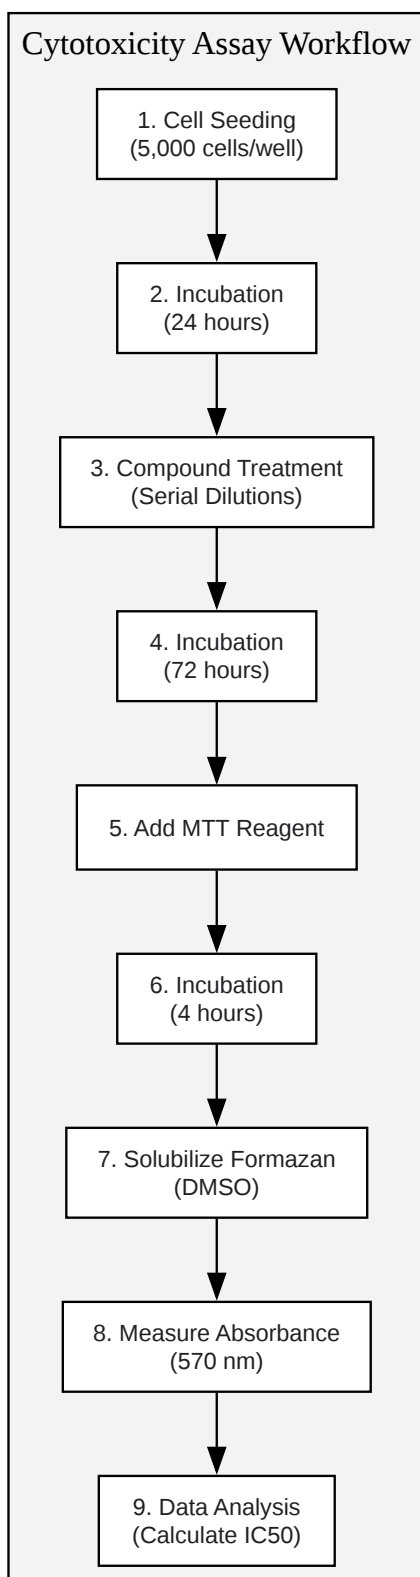 Cytotoxicity Assay Workflow
1. Cell Seeding
(5,000 cells/well)
2. Incubation
(24 hours)
3. Compound Treatment
(Serial Dilutions)
4. Incubation
(72 hours)
5. Add MTT Reagent
6. Incubation
(4 hours)
7. Solubilize Formazan
(DMSO)
8. Measure Absorbance
(570 nm)
9. Data Analysis
(Calculate IC50)